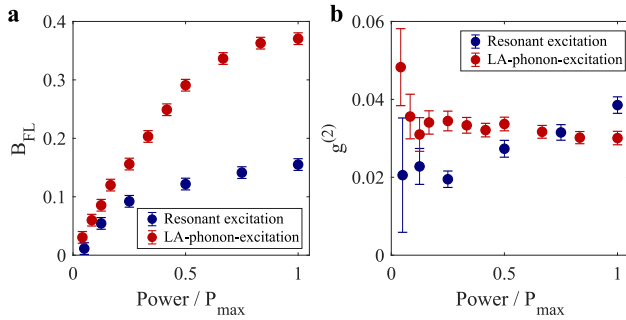 a
0.4
0.3
0.2
0.1
0
B_FL
Resonant excitation
LA-phonon-excitation
0
0.5
1
Power / P_max
b
0.06
0.04
0.02
0
g^(2)
Resonant excitation
LA-phonon-excitation
0
0.5
1
Power / P_max